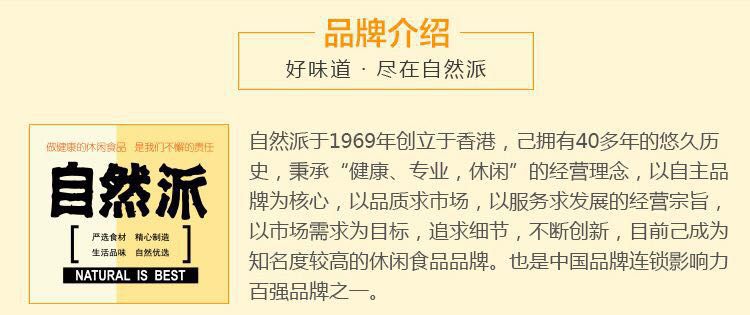 品牌介绍
好味道·尽在自然派
做健康的休闲食品 是我们不懈的责任
自然派
严选食材 精心制造
生活品味 自然优选
NATURAL IS BEST
自然派于1969年创立于香港，己拥有40多年的悠久历
史，秉承“健康、专业，休闲”的经营理念，以自主品
牌为核心，以品质求市场，以服务求发展的经营宗旨，
以市场需求为目标，追求细节，不断创新，目前己成为
知名度较高的休闲食品品牌。也是中国品牌连锁影响力
百强品牌之一。